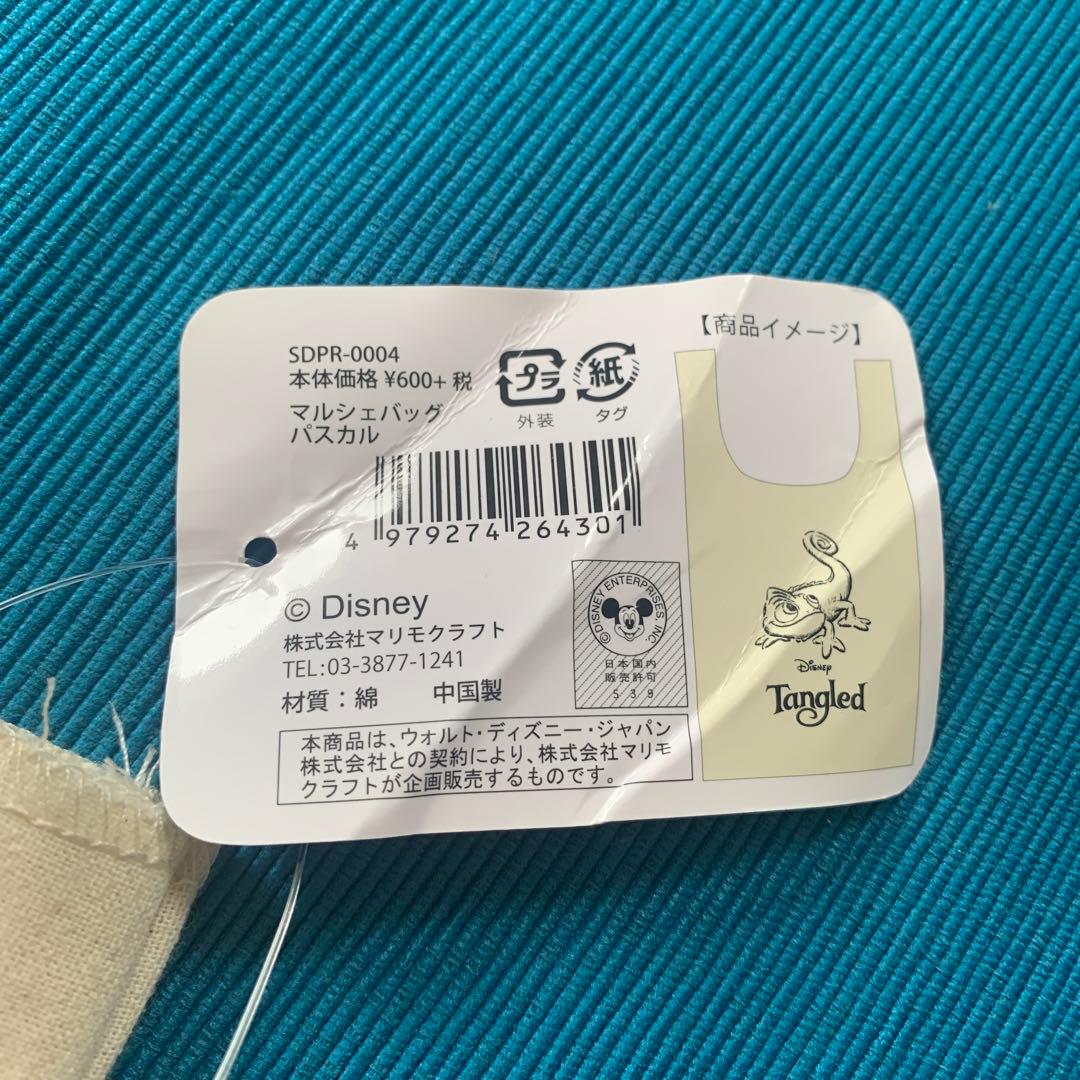 SDPR-0004
本体価格 ¥600+ 税
マルシェバッグ
パスカル
プラ
外装
紙
タグ
4 979274 264301
© Disney
株式会社マリモクラフト
TEL:03-3877-1241
材質:綿 中国製
© DISNEY ENTERPRISES, INC.
日本国内
販売許可
539
本商品は、ウォルト・ディズニー・ジャパン
株式会社との契約により、株式会社マリモ
クラフトが企画販売するものです。
【商品イメージ】
Disney
Tangled